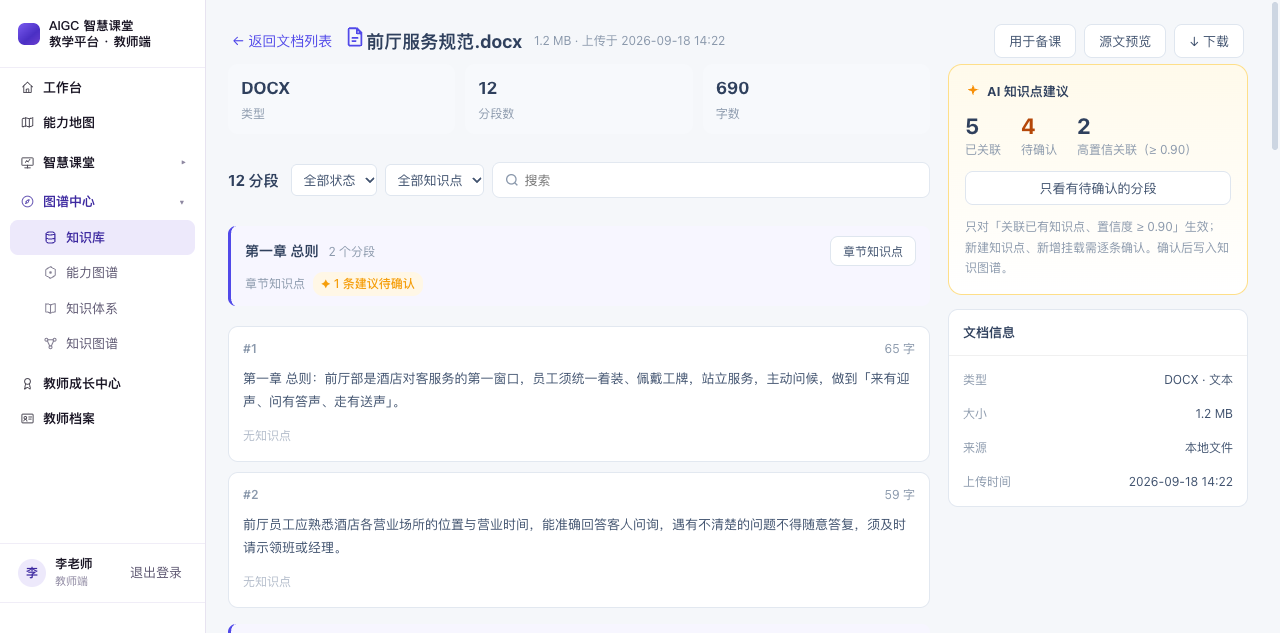 AIGC 智慧课堂
教学平台 · 教师端
工作台
能力地图
智慧课堂
图谱中心
知识库
能力图谱
知识体系
知识图谱
教师成长中心
教师档案
李
李老师
教师端
退出登录
← 返回文档列表
前厅服务规范.docx
1.2 MB · 上传于 2026-09-18 14:22
用于备课
源文预览
↓ 下载
DOCX
类型
12
分段数
690
字数
12 分段
全部状态
全部知识点
搜索
第一章 总则
2 个分段
章节知识点
章节知识点
✦ 1 条建议待确认
#1
65 字
第一章 总则：前厅部是酒店对客服务的第一窗口，员工须统一着装、佩戴工牌，站立服务，主动问候，做到「来有迎
声、问有答声、走有送声」。
无知识点
#2
59 字
前厅员工应熟悉酒店各营业场所的位置与营业时间，能准确回答客人问询，遇有不清楚的问题不得随意答复，须及时
请示领班或经理。
无知识点
✦ AI 知识点建议
5
已关联
4
待确认
2
高置信关联（≥ 0.90）
只看有待确认的分段
只对「关联已有知识点、置信度 ≥ 0.90」生效；
新建知识点、新增挂载需逐条确认。确认后写入知
识图谱。
文档信息
类型
DOCX · 文本
大小
1.2 MB
来源
本地文件
上传时间
2026-09-18 14:22